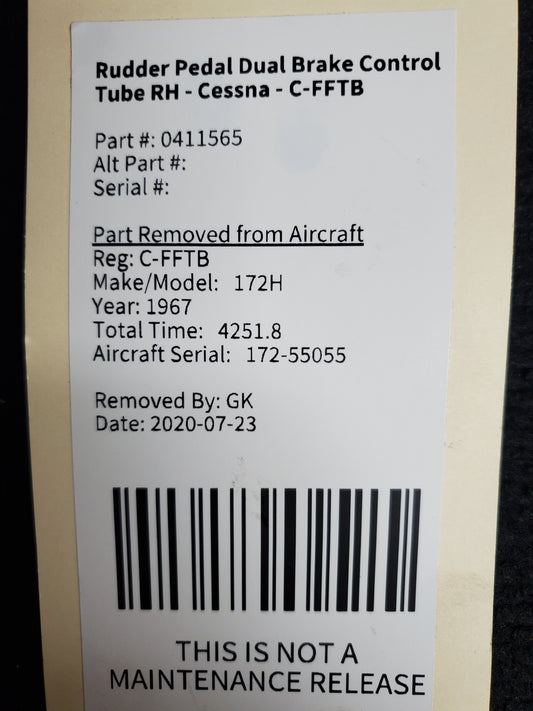 Rudder Pedal Dual Brake Control
Tube RH - Cessna - C-FFTB
Part #: 0411565
Alt Part #:
Serial #:
Part Removed from Aircraft
Reg: C-FFTB
Make/Model: 172H
Year: 1967
Total Time: 4251.8
Aircraft Serial: 172-55055
Removed By: GK
Date: 2020-07-23
THIS IS NOT A
MAINTENANCE RELEASE